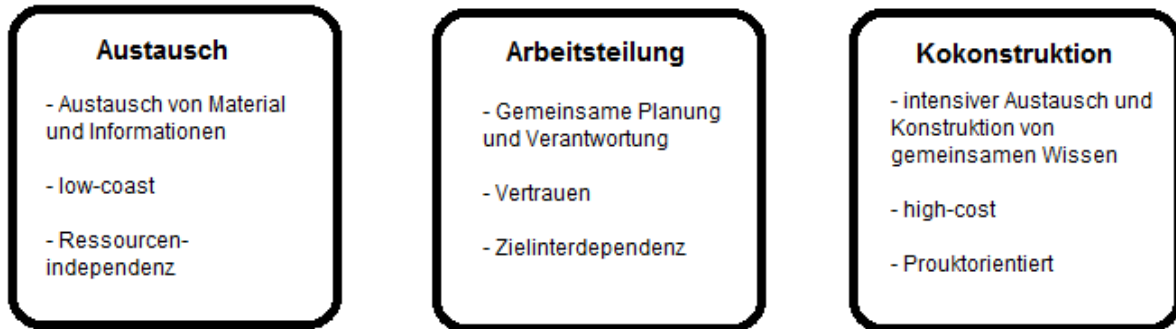 Austausch
- Austausch von Material
und Informationen
- low-coast
- Ressourcen-
independenz
Arbeitsteilung
- Gemeinsame Planung
und Verantwortung
- Vertrauen
- Zielinterdependenz
Kokonstruktion
- intensiver Austausch und
Konstruktion von
gemeinsamen Wissen
- high-cost
- Prouktorientiert